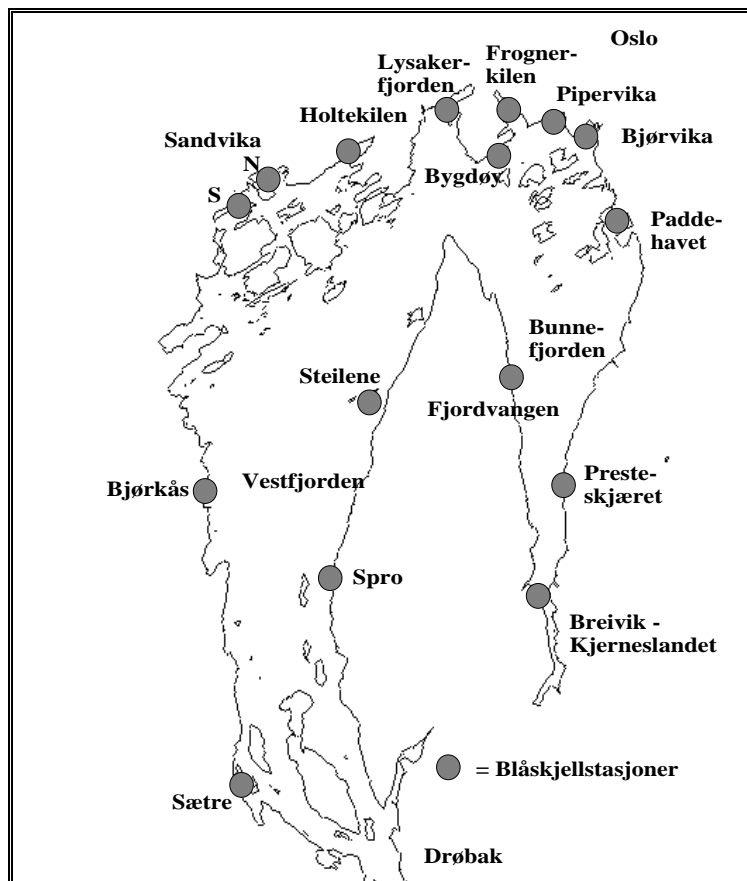 Oslo
Lysaker-
fjorden
Frogner-
kilen
Pipervika
Holtekilen
Bjørvika
Sandvika
N
Bygdøy
S
Padde-
havet
Bunne-
fjorden
Steilene
Fjordvangen
Vestfjorden
Bjørkås
Preste-
skjæret
Spro
Breivik -
Kjerneslandet
= Blåskjellstasjoner
Sætre
Drøbak